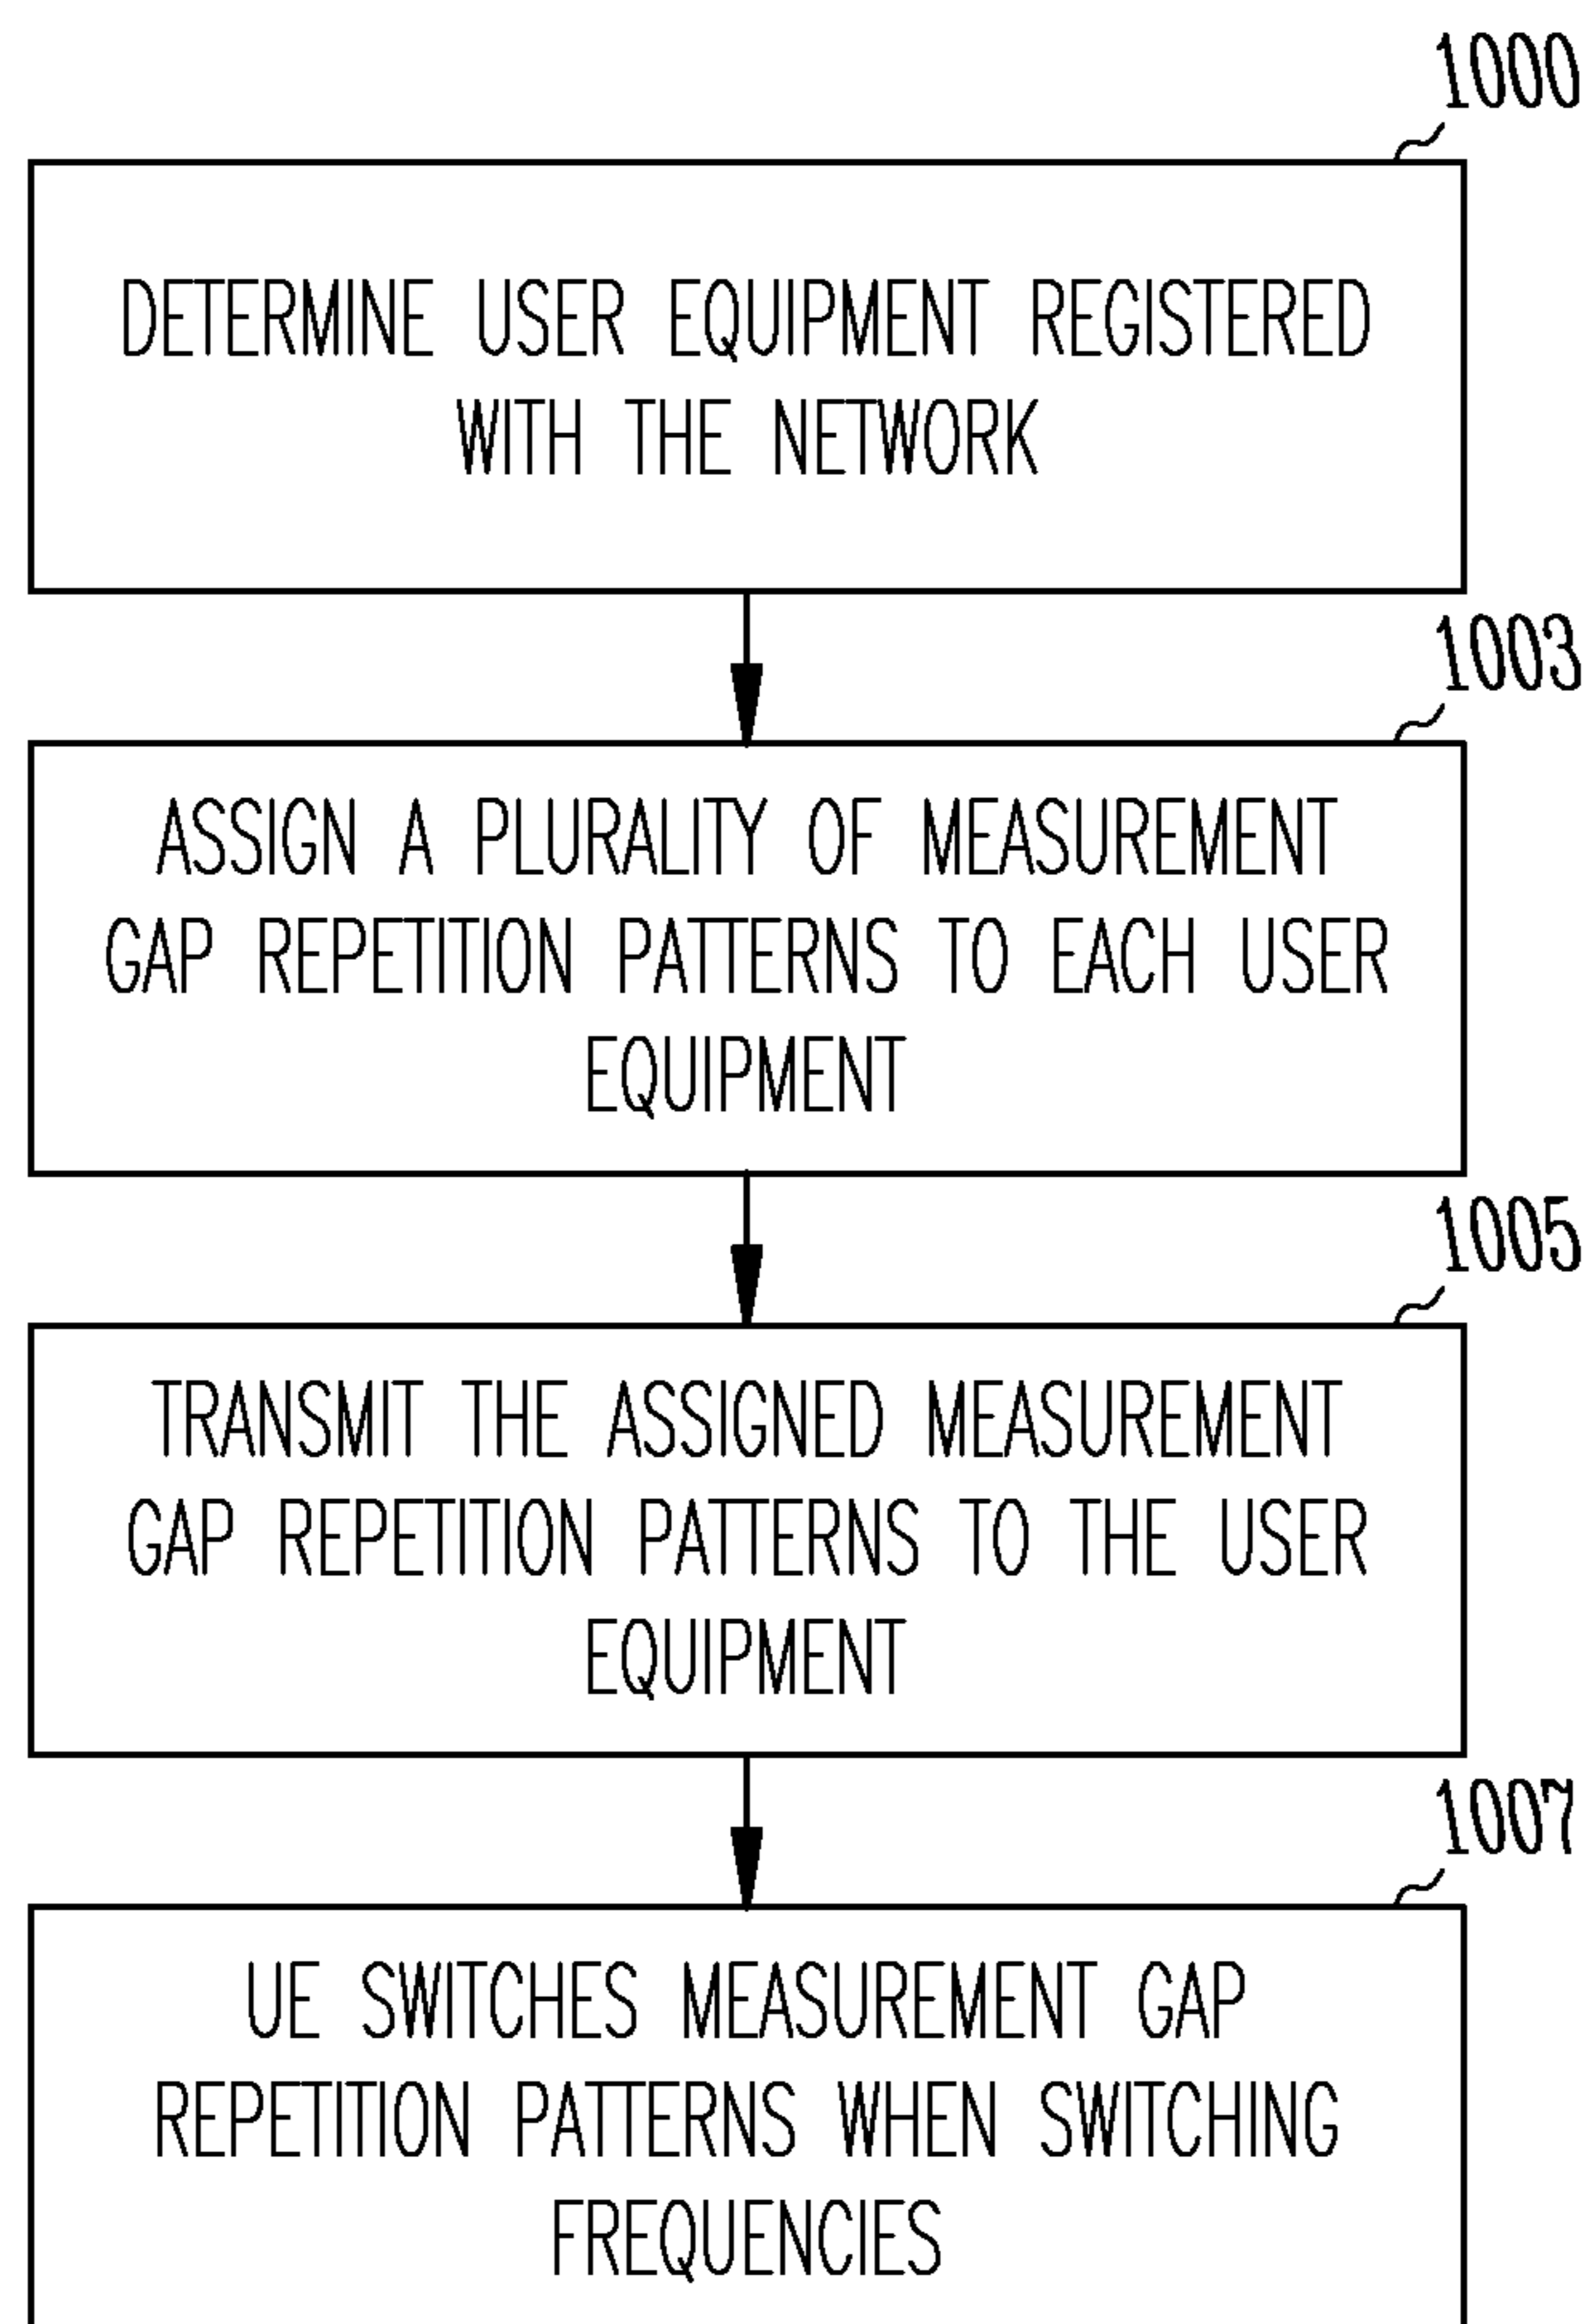 1000
DETERMINE USER EQUIPMENT REGISTERED
WITH THE NETWORK
1003
ASSIGN A PLURALITY OF MEASUREMENT
GAP REPETITION PATTERNS TO EACH USER
EQUIPMENT
1005
TRANSMIT THE ASSIGNED MEASUREMENT
GAP REPETITION PATTERNS TO THE USER
EQUIPMENT
1007
UE SWITCHES MEASUREMENT GAP
REPETITION PATTERNS WHEN SWITCHING
FREQUENCIES